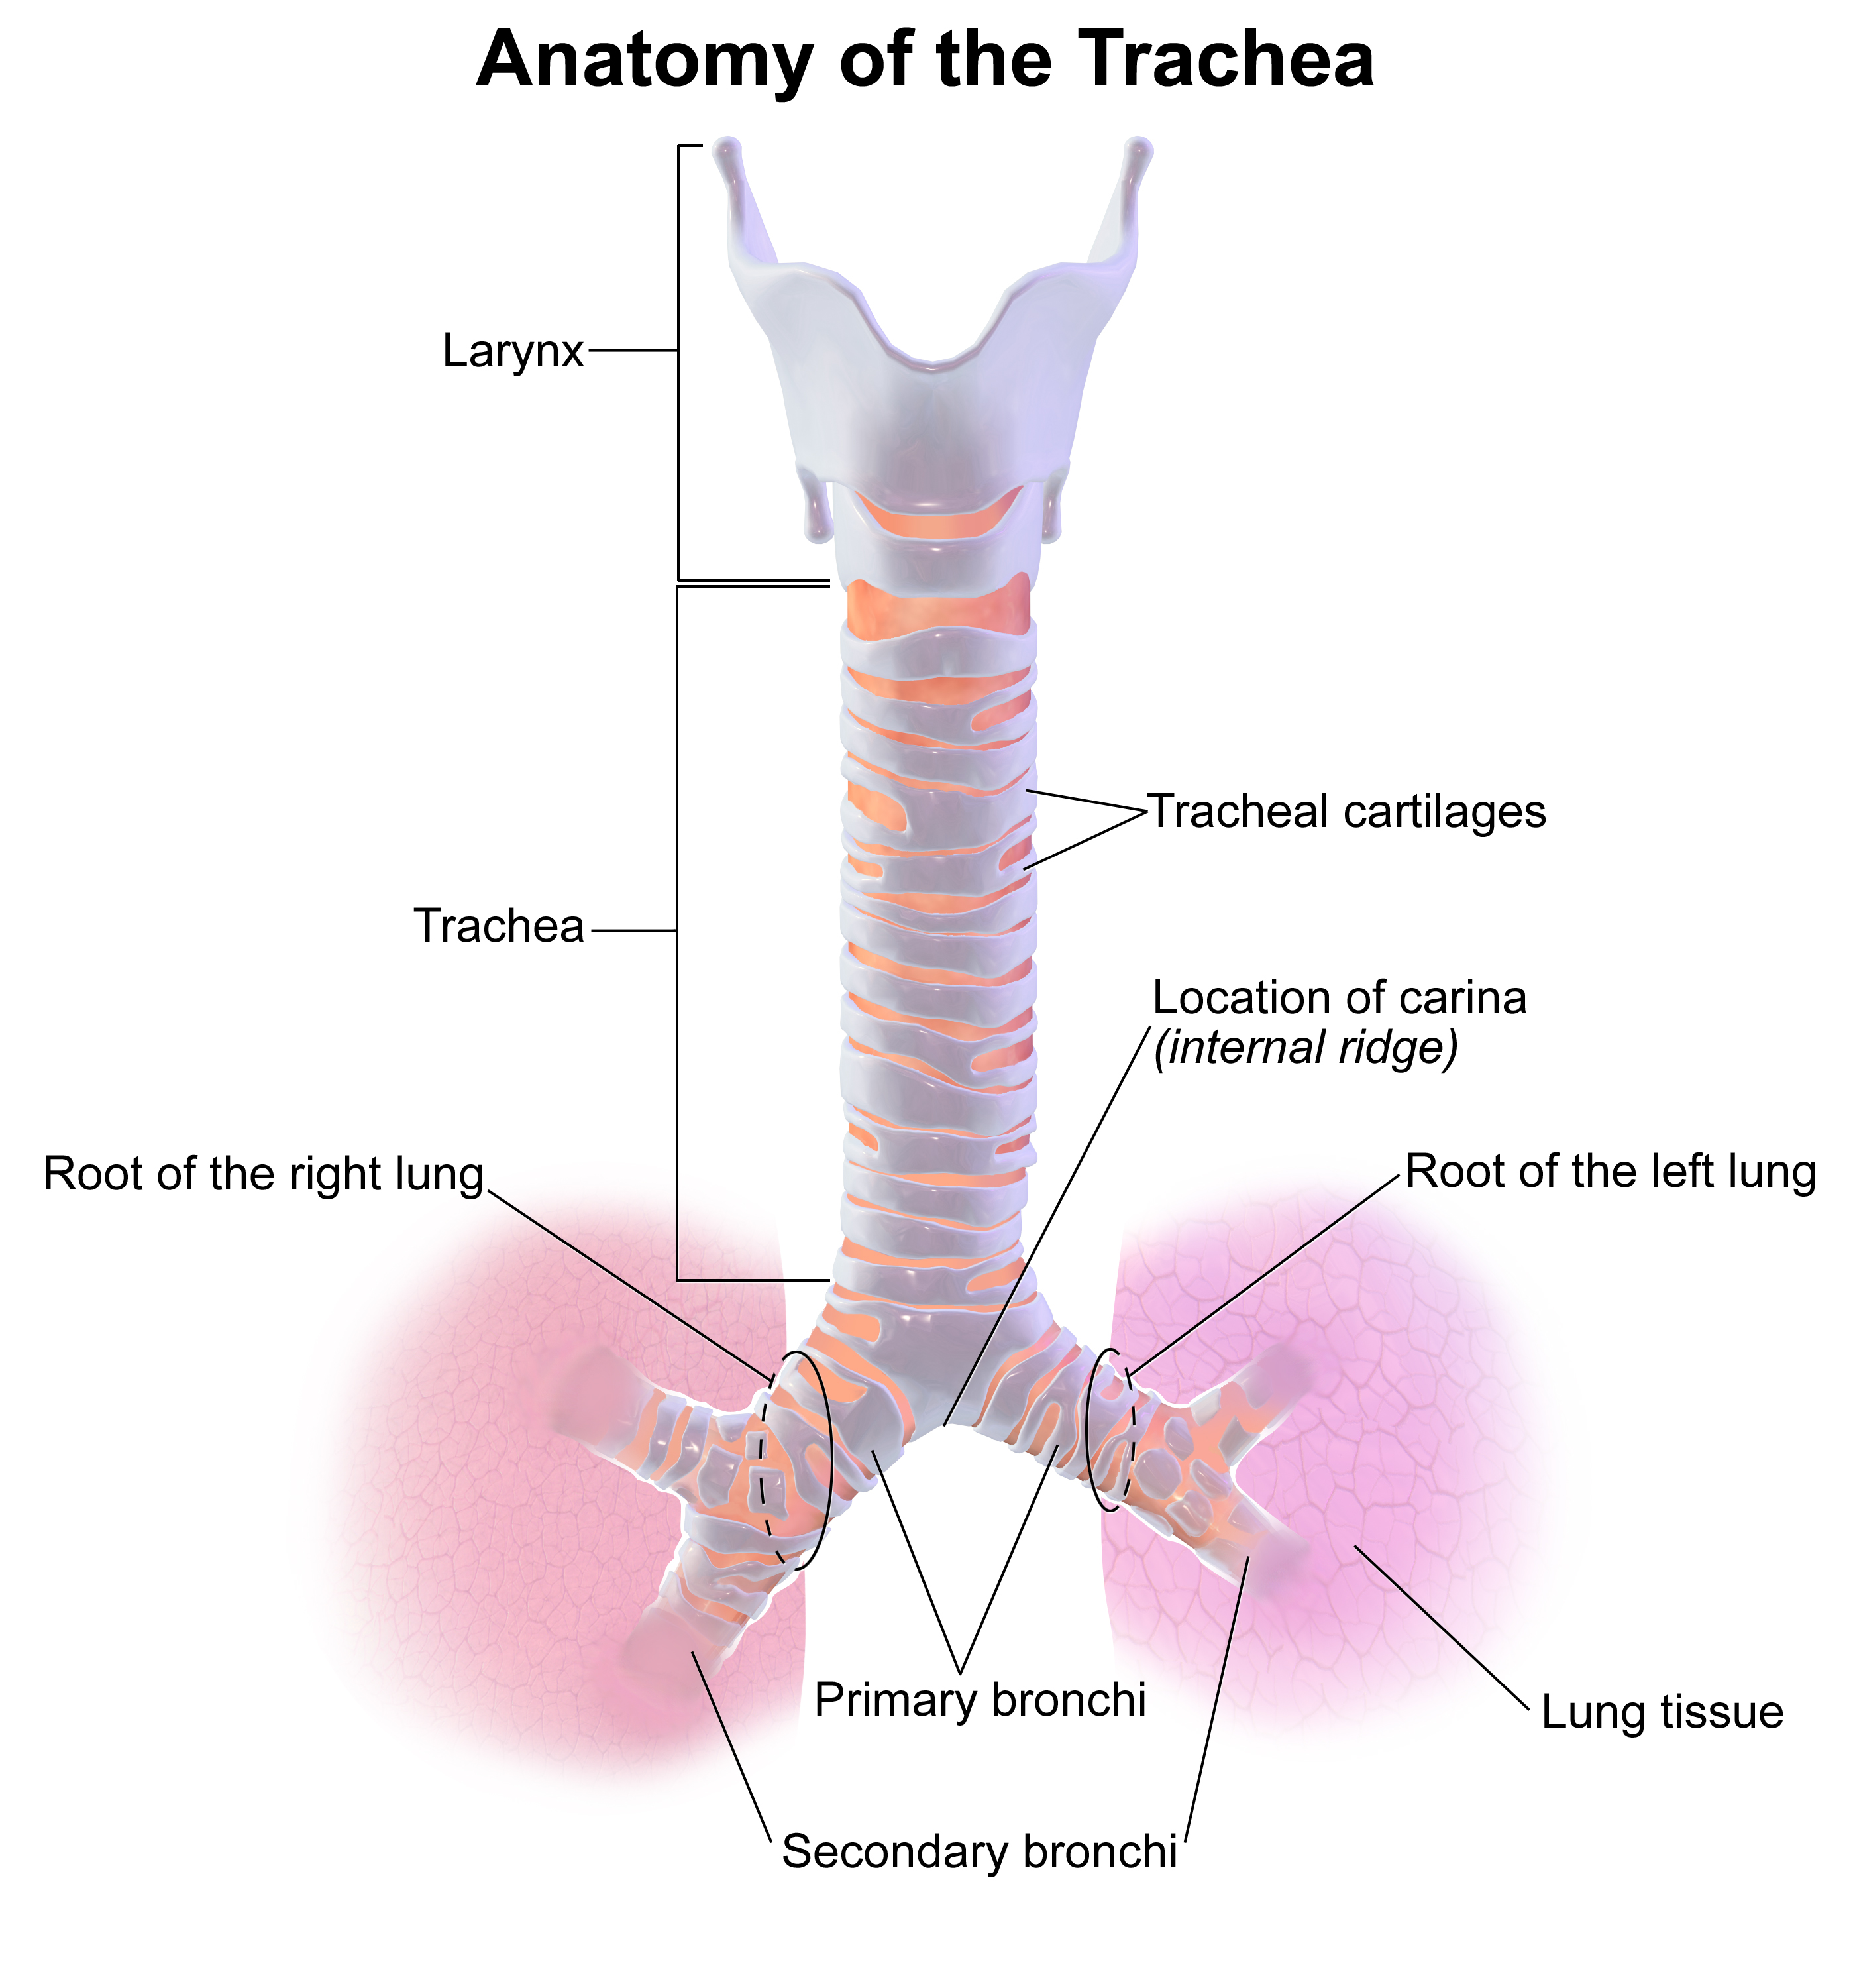 Anatomy of the Trachea
Larynx
Tracheal cartilages
Trachea
Location of carina
(internal ridge)
Root of the right lung
Root of the left lung
Primary bronchi
Lung tissue
Secondary bronchi